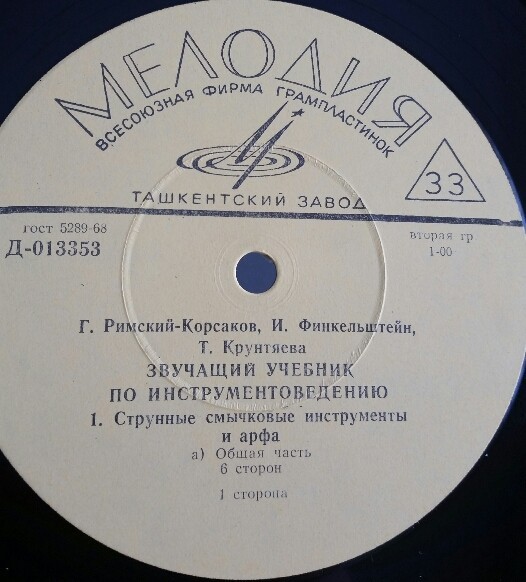 МЕЛОДИЯ
ВСЕСОЮЗНАЯ ФИРМА ГРАМПЛАСТИНОК
ТАШКЕНТСКИЙ ЗАВОД
33
гост 5289-68
Д-013353
вторая гр
1-00
Г. Римский-Корсаков, И. Финкельштейн,
Т. Крунтяева
ЗВУЧАЩИЙ УЧЕБНИК
ПО ИНСТРУМЕНТОВЕДЕНИЮ
1. Струнные смычковые инструменты
и арфа
а) Общая часть
6 сторон
1 сторона